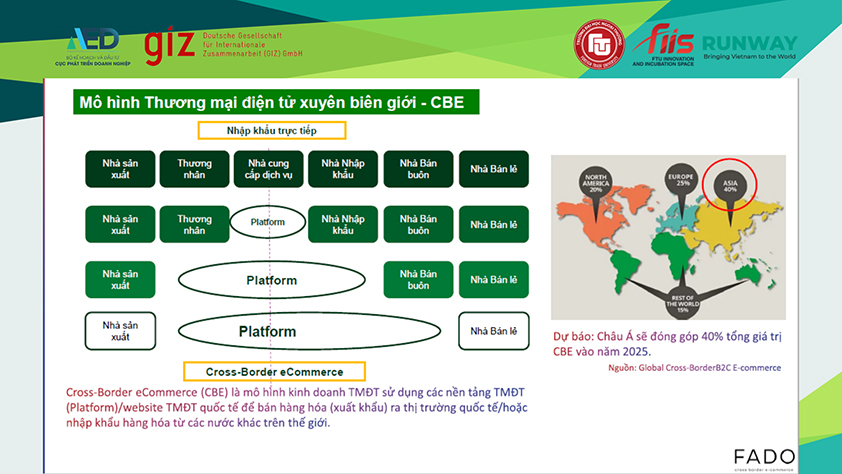 AED
BỘ KẾ HOẠCH VÀ ĐẦU TƯ
CỤC PHÁT TRIỂN DOANH NGHIỆP
giz
Deutsche Gesellschaft
für Internationale
Zusammenarbeit (GIZ) GmbH
FTU
fiis
FTU INNOVATION
AND INCUBATION SPACE
RUNWAY
Bringing Vietnam to the World
Mô hình Thương mại điện tử xuyên biên giới - CBE
Nhập khẩu trực tiếp
Nhà sản xuất
Thương nhân
Nhà cung cấp dịch vụ
Nhà Nhập khẩu
Nhà Bán buôn
Nhà Bán lẻ
Nhà sản xuất
Thương nhân
Platform
Nhà Nhập khẩu
Nhà Bán buôn
Nhà Bán lẻ
Nhà sản xuất
Platform
Nhà Bán buôn
Nhà Bán lẻ
Nhà sản xuất
Platform
Nhà Bán lẻ
Cross-Border eCommerce
Cross-Border eCommerce (CBE) là mô hình kinh doanh TMĐT sử dụng các nền tảng TMĐT
(Platform)/website TMĐT quốc tế để bán hàng hóa (xuất khẩu) ra thị trường quốc tế/hoặc
nhập khẩu hàng hóa từ các nước khác trên thế giới.
NORTH
AMERICA
20%
EUROPE
25%
ASIA
40%
REST OF
THE WORLD
15%
Dự báo: Châu Á sẽ đóng góp 40% tổng giá trị
CBE vào năm 2025.
Nguồn: Global Cross-BorderB2C E-commerce
FADO
cross border e-commerce